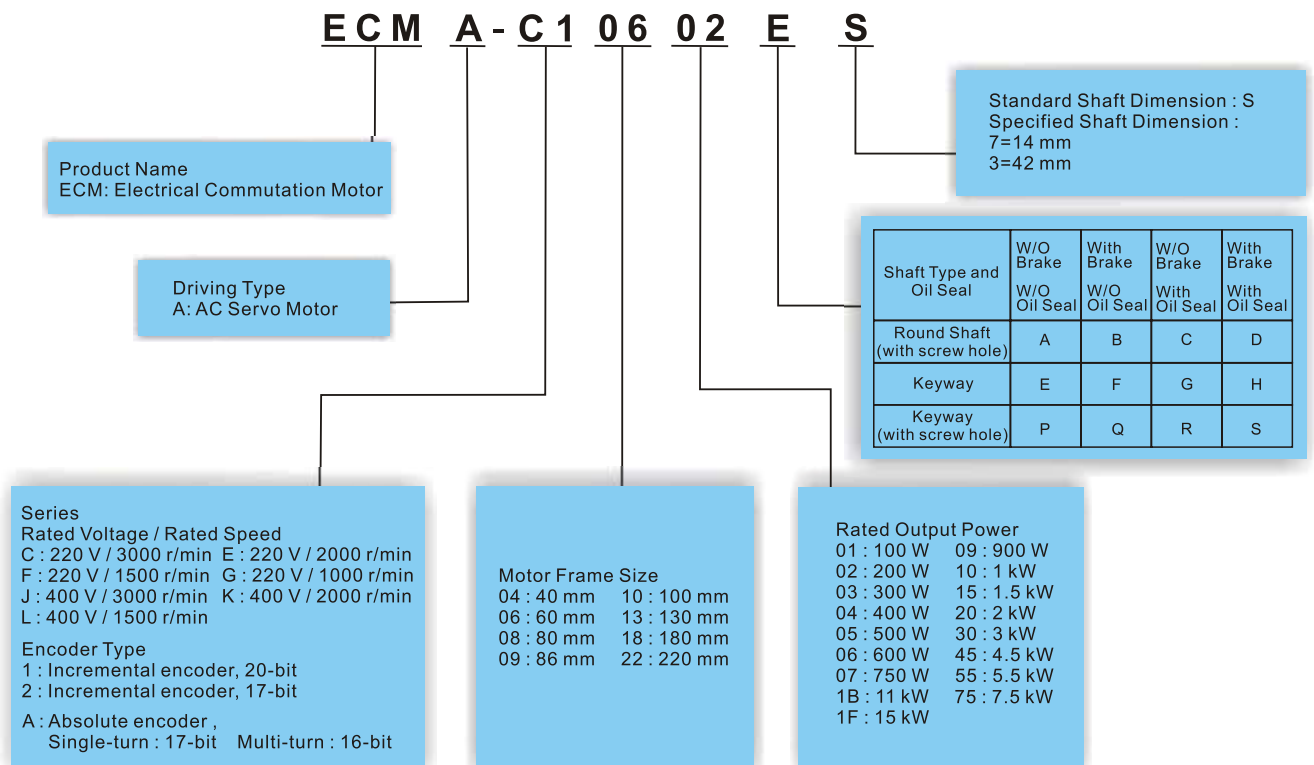 ECM A-C1 06 02 E S
Product Name
ECM: Electrical Commutation Motor
Driving Type
A: AC Servo Motor
Series
Rated Voltage / Rated Speed
C : 220 V / 3000 r/min E : 220 V / 2000 r/min
F : 220 V / 1500 r/min G : 220 V / 1000 r/min
J : 400 V / 3000 r/min K : 400 V / 2000 r/min
L : 400 V / 1500 r/min
Encoder Type
1 : Incremental encoder, 20-bit
2 : Incremental encoder, 17-bit
A : Absolute encoder ,
Single-turn : 17-bit Multi-turn : 16-bit
Motor Frame Size
04 : 40 mm 10 : 100 mm
06 : 60 mm 13 : 130 mm
08 : 80 mm 18 : 180 mm
09 : 86 mm 22 : 220 mm
Rated Output Power
01 : 100 W 09 : 900 W
02 : 200 W 10 : 1 kW
03 : 300 W 15 : 1.5 kW
04 : 400 W 20 : 2 kW
05 : 500 W 30 : 3 kW
06 : 600 W 45 : 4.5 kW
07 : 750 W 55 : 5.5 kW
1B : 11 kW 75 : 7.5 kW
1F : 15 kW
Shaft Type and
Oil Seal
W/O
Brake
W/O
Oil Seal
With
Brake
W/O
Oil Seal
W/O
Brake
With
Oil Seal
With
Brake
With
Oil Seal
Round Shaft
(with screw hole)
A B C D
Keyway E F G H
Keyway
(with screw hole)
P Q R S
Standard Shaft Dimension : S
Specified Shaft Dimension :
7=14 mm
3=42 mm